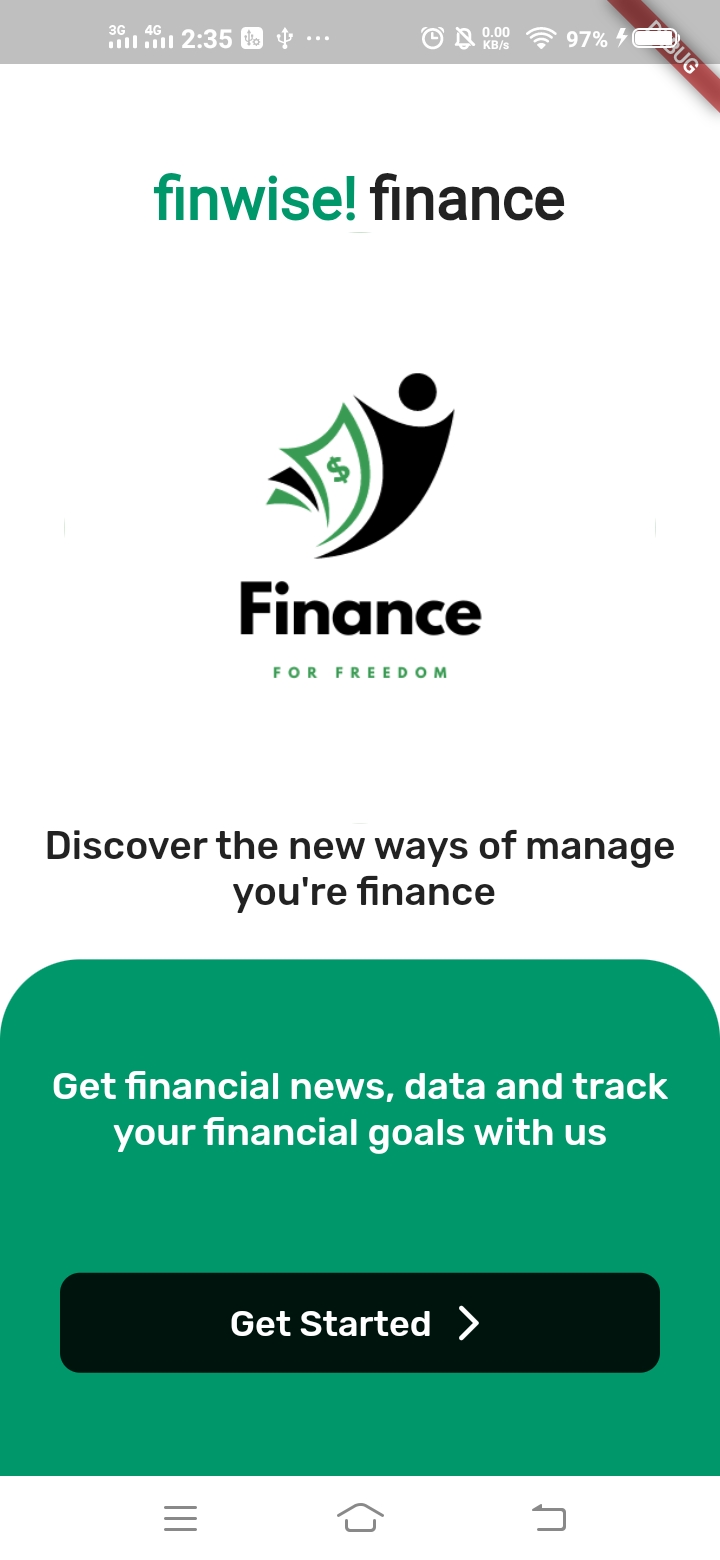 3G 4G 2:35 0.00 KB/s 97%
DEBUG
finwise! finance
$
Finance
FOR FREEDOM
Discover the new ways of manage
you're finance
Get financial news, data and track
your financial goals with us
Get Started